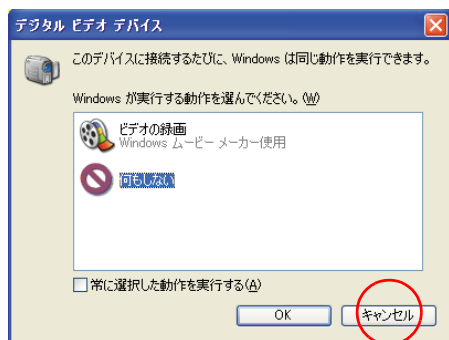 デジタル ビデオ デバイス
このデバイスに接続するたびに、Windows は同じ動作を実行できます。
Windows が実行する動作を選んでください。(W)
ビデオの録画
Windows ムービー メーカー使用
何もしない
常に選択した動作を実行する(A)
OK
キャンセル